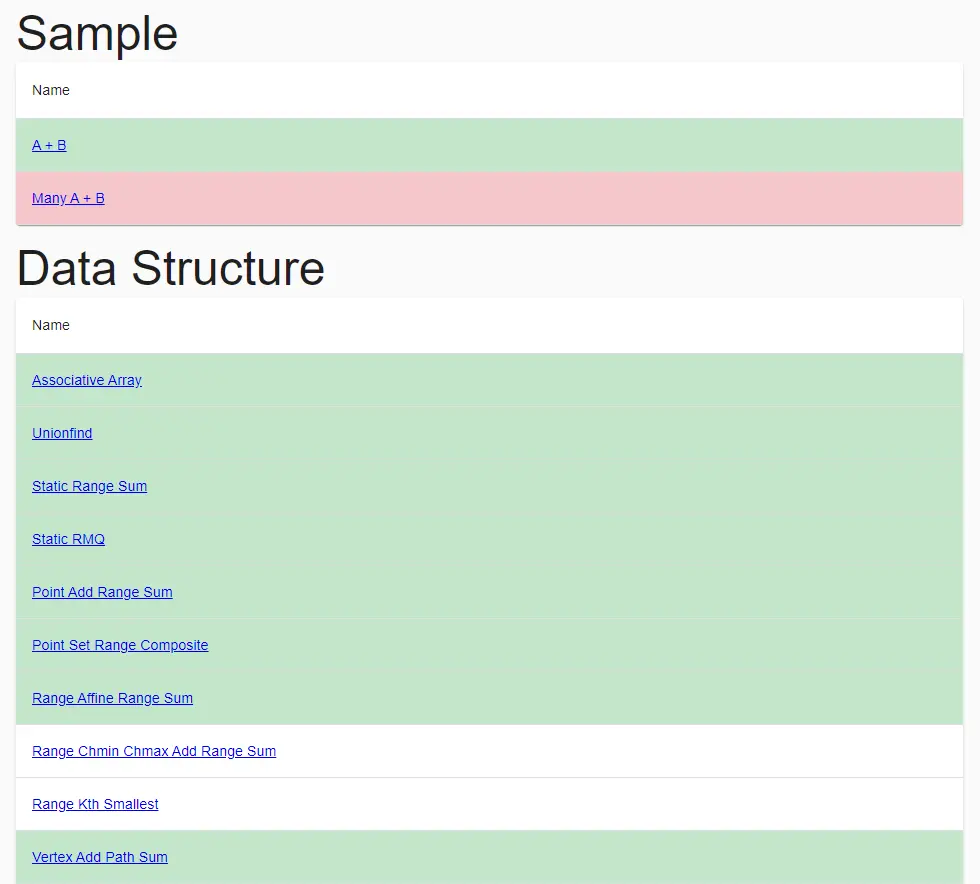 Sample
Name
A + B
Many A + B
Data Structure
Name
Associative Array
Unionfind
Static Range Sum
Static RMQ
Point Add Range Sum
Point Set Range Composite
Range Affine Range Sum
Range Chmin Chmax Add Range Sum
Range Kth Smallest
Vertex Add Path Sum